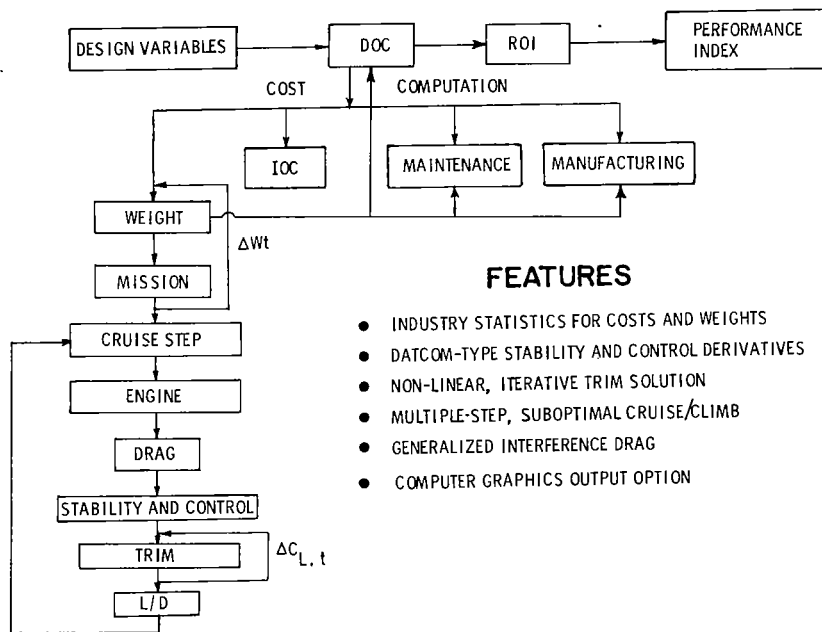 DESIGN VARIABLES
DOC
ROI
PERFORMANCE
INDEX
COST
COMPUTATION
IOC
MAINTENANCE
MANUFACTURING
WEIGHT
ΔWt
MISSION
CRUISE STEP
ENGINE
DRAG
STABILITY AND CONTROL
TRIM
ΔC L, t
L/D
FEATURES
● INDUSTRY STATISTICS FOR COSTS AND WEIGHTS
● DATCOM-TYPE STABILITY AND CONTROL DERIVATIVES
● NON-LINEAR, ITERATIVE TRIM SOLUTION
● MULTIPLE-STEP, SUBOPTIMAL CRUISE/CLIMB
● GENERALIZED INTERFERENCE DRAG
● COMPUTER GRAPHICS OUTPUT OPTION